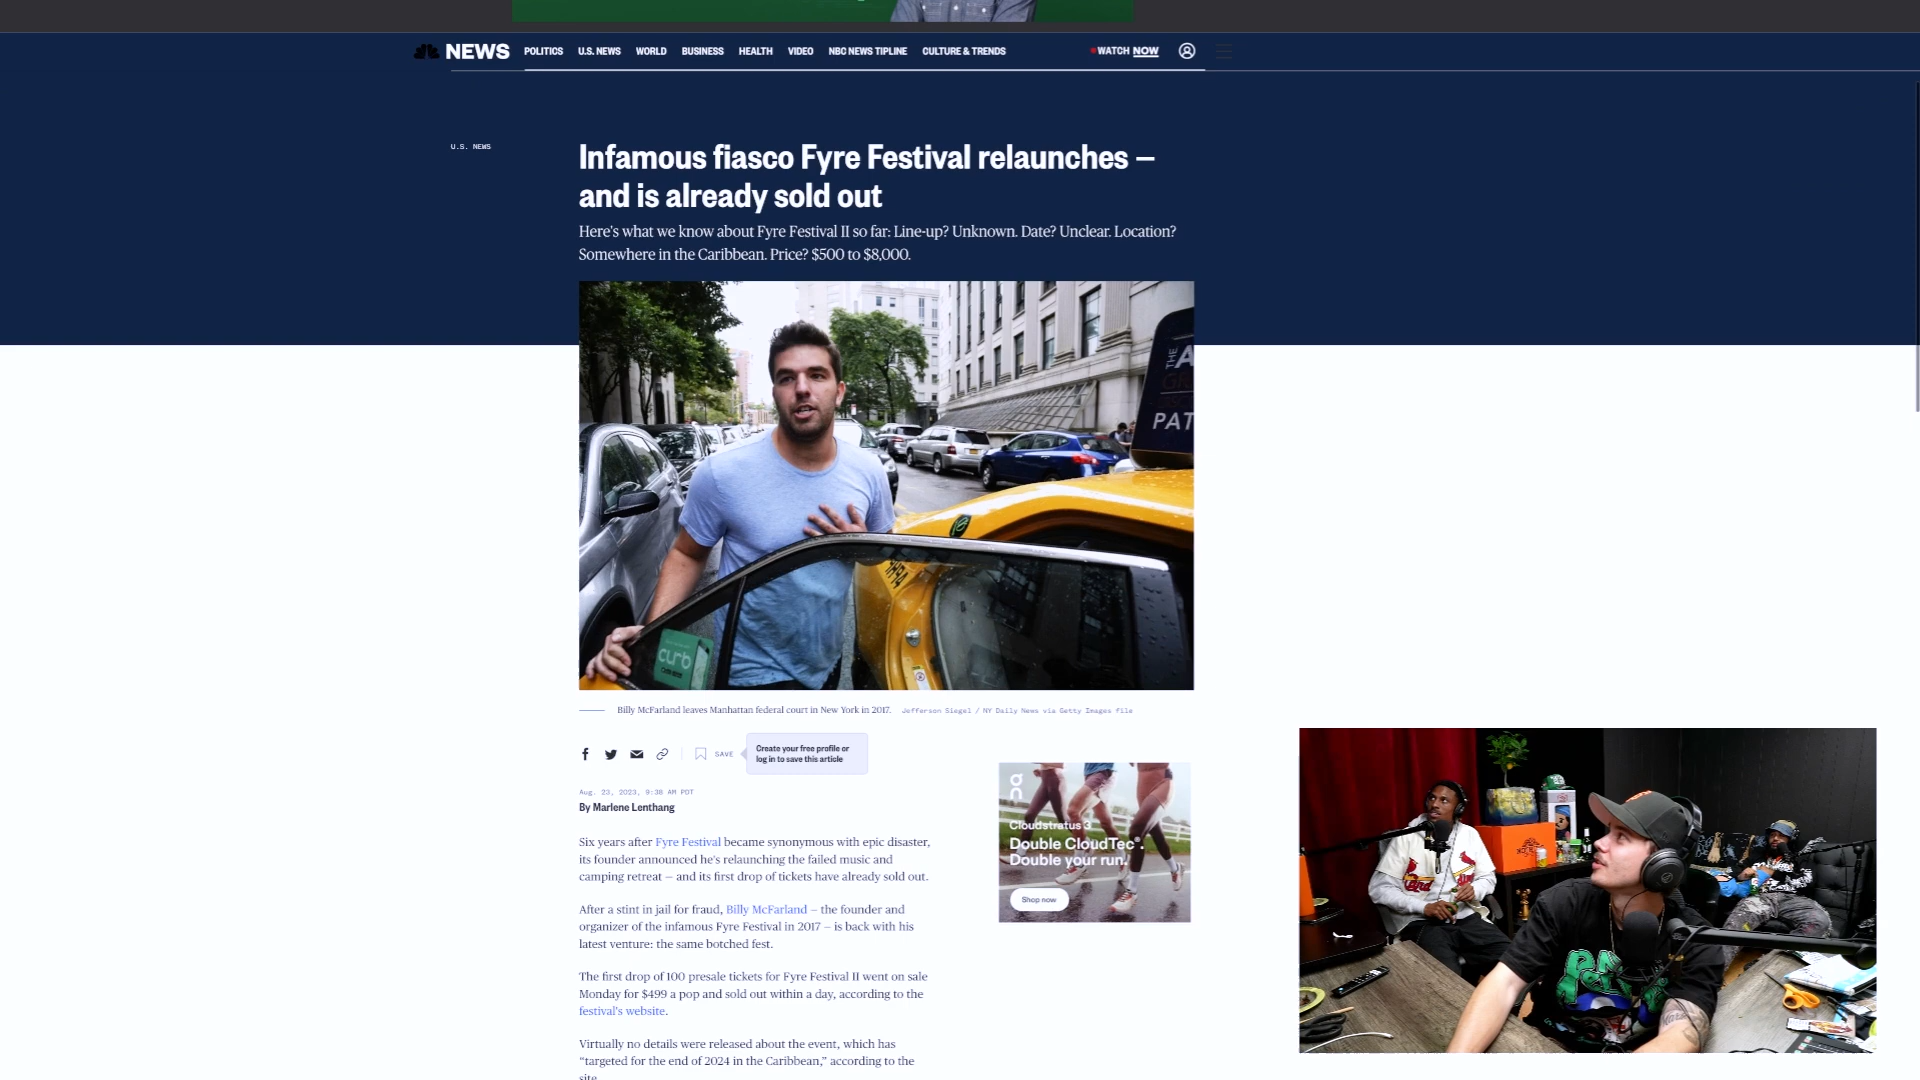 NEWS POLITICS U.S. NEWS WORLD BUSINESS HEALTH VIDEO NBC NEWS TIPLINE CULTURE & TRENDS WATCH NOW
U.S. NEWS
Infamous fiasco Fyre Festival relaunches —
and is already sold out
Here's what we know about Fyre Festival II so far: Line-up? Unknown. Date? Unclear. Location?
Somewhere in the Caribbean. Price? $500 to $8,000.
THE
PAT
curb
Billy McFarland leaves Manhattan federal court in New York in 2017. Jefferson Siegel / NY Daily News via Getty Images file
SAVE
Create your free profile or
log in to save this article
Aug. 23, 2023, 9:38 AM PDT
By Marlene Lenthang
Six years after Fyre Festival became synonymous with epic disaster,
its founder announced he's relaunching the failed music and
camping retreat — and its first drop of tickets have already sold out.
After a stint in jail for fraud, Billy McFarland — the founder and
organizer of the infamous Fyre Festival in 2017 — is back with his
latest venture: the same botched fest.
The first drop of 100 presale tickets for Fyre Festival II went on sale
Monday for $499 a pop and sold out within a day, according to the
festival's website.
Virtually no details were released about the event, which has
“targeted for the end of 2024 in the Caribbean,” according to the
site.
Cloudstratus 3
Double CloudTec®.
Double your run.
Shop now